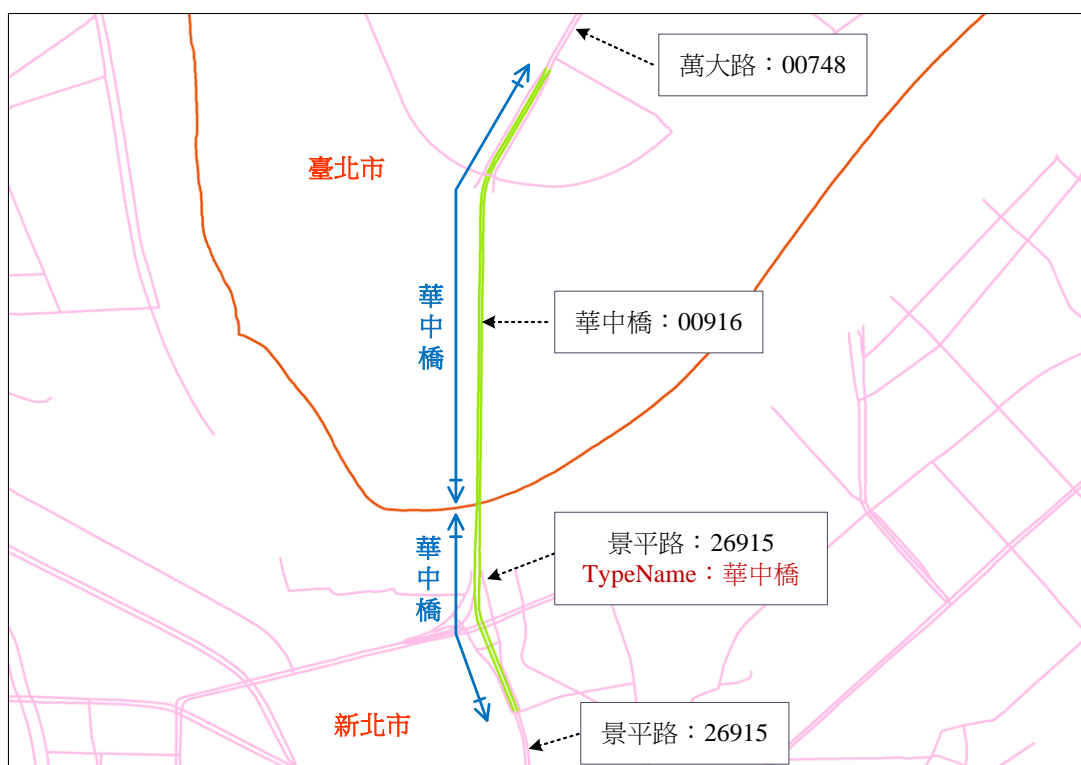 萬大路：00748
臺北市
華中橋
華中橋：00916
華中橋
景平路：26915
TypeName：華中橋
新北市
景平路：26915